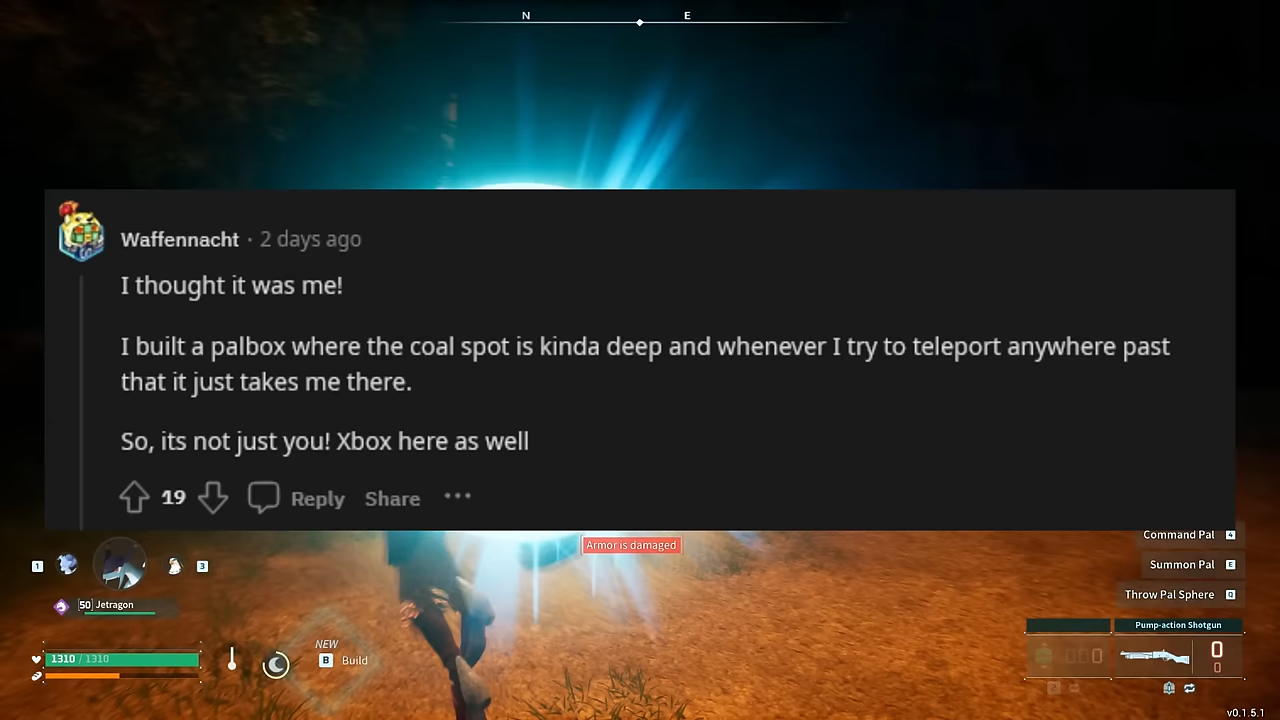 N E
Waffennacht · 2 days ago
I thought it was me!
I built a palbox where the coal spot is kinda deep and whenever I try to teleport anywhere past
that it just takes me there.
So, its not just you! Xbox here as well
19 Reply Share ···
Armor is damaged
Command Pal 4
1 3
Summon Pal E
Throw Pal Sphere Q
50 Jetragon
Pump-action Shotgun
NEW
B Build
1310 / 1310
0
0
v0.1.5.1